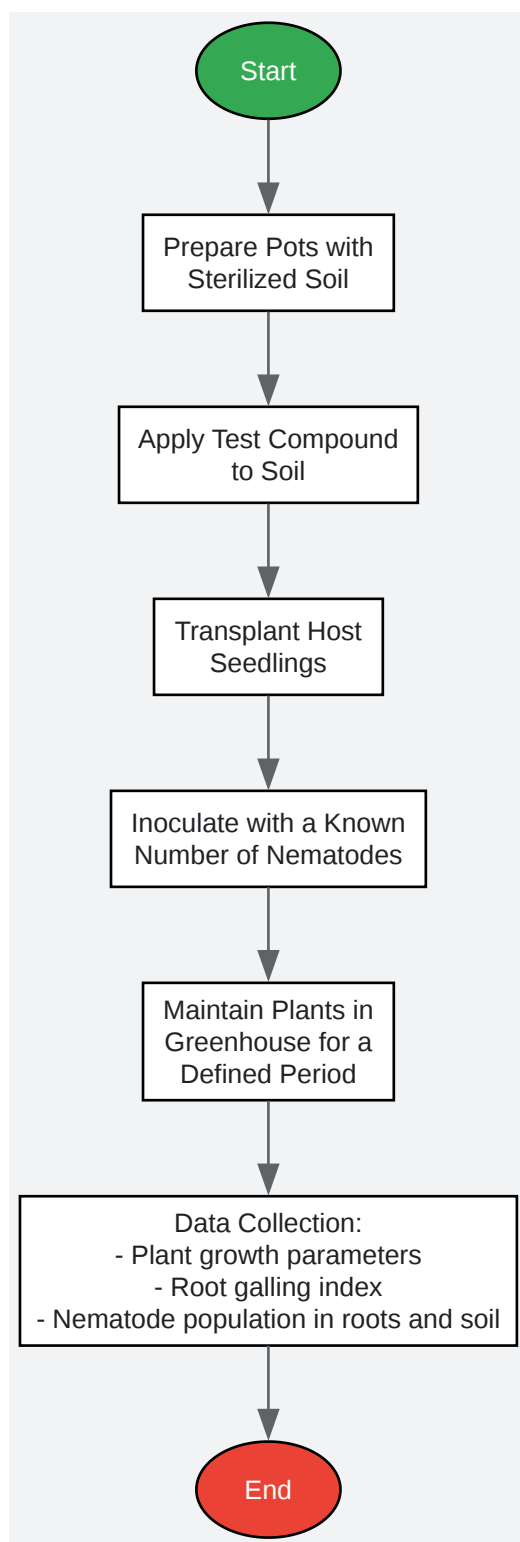 Start
Prepare Pots with
Sterilized Soil
Apply Test Compound
to Soil
Transplant Host
Seedlings
Inoculate with a Known
Number of Nematodes
Maintain Plants in
Greenhouse for a
Defined Period
Data Collection:
- Plant growth parameters
- Root galling index
- Nematode population in roots and soil
End